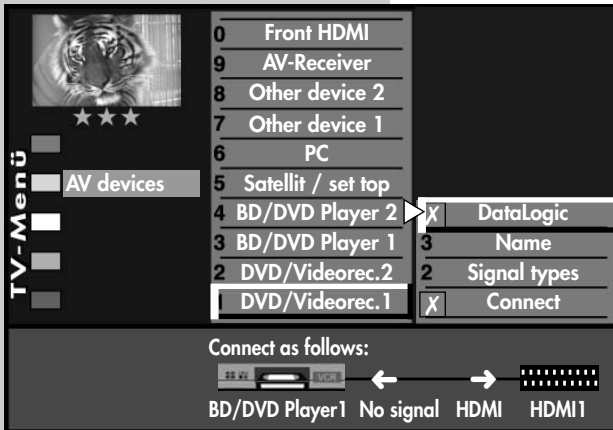 0 Front HDMI
9 AV-Receiver
8 Other device 2
7 Other device 1
6 PC
5 Satellit / set top
4 BD/DVD Player 2
3 BD/DVD Player 1
2 DVD/Videorec.2
DVD/Videorec.1
TV-Menü
AV devices
X DataLogic
3 Name
2 Signal types
X Connect
Connect as follows:
VCR
BD/DVD Player1 No signal HDMI HDMI1